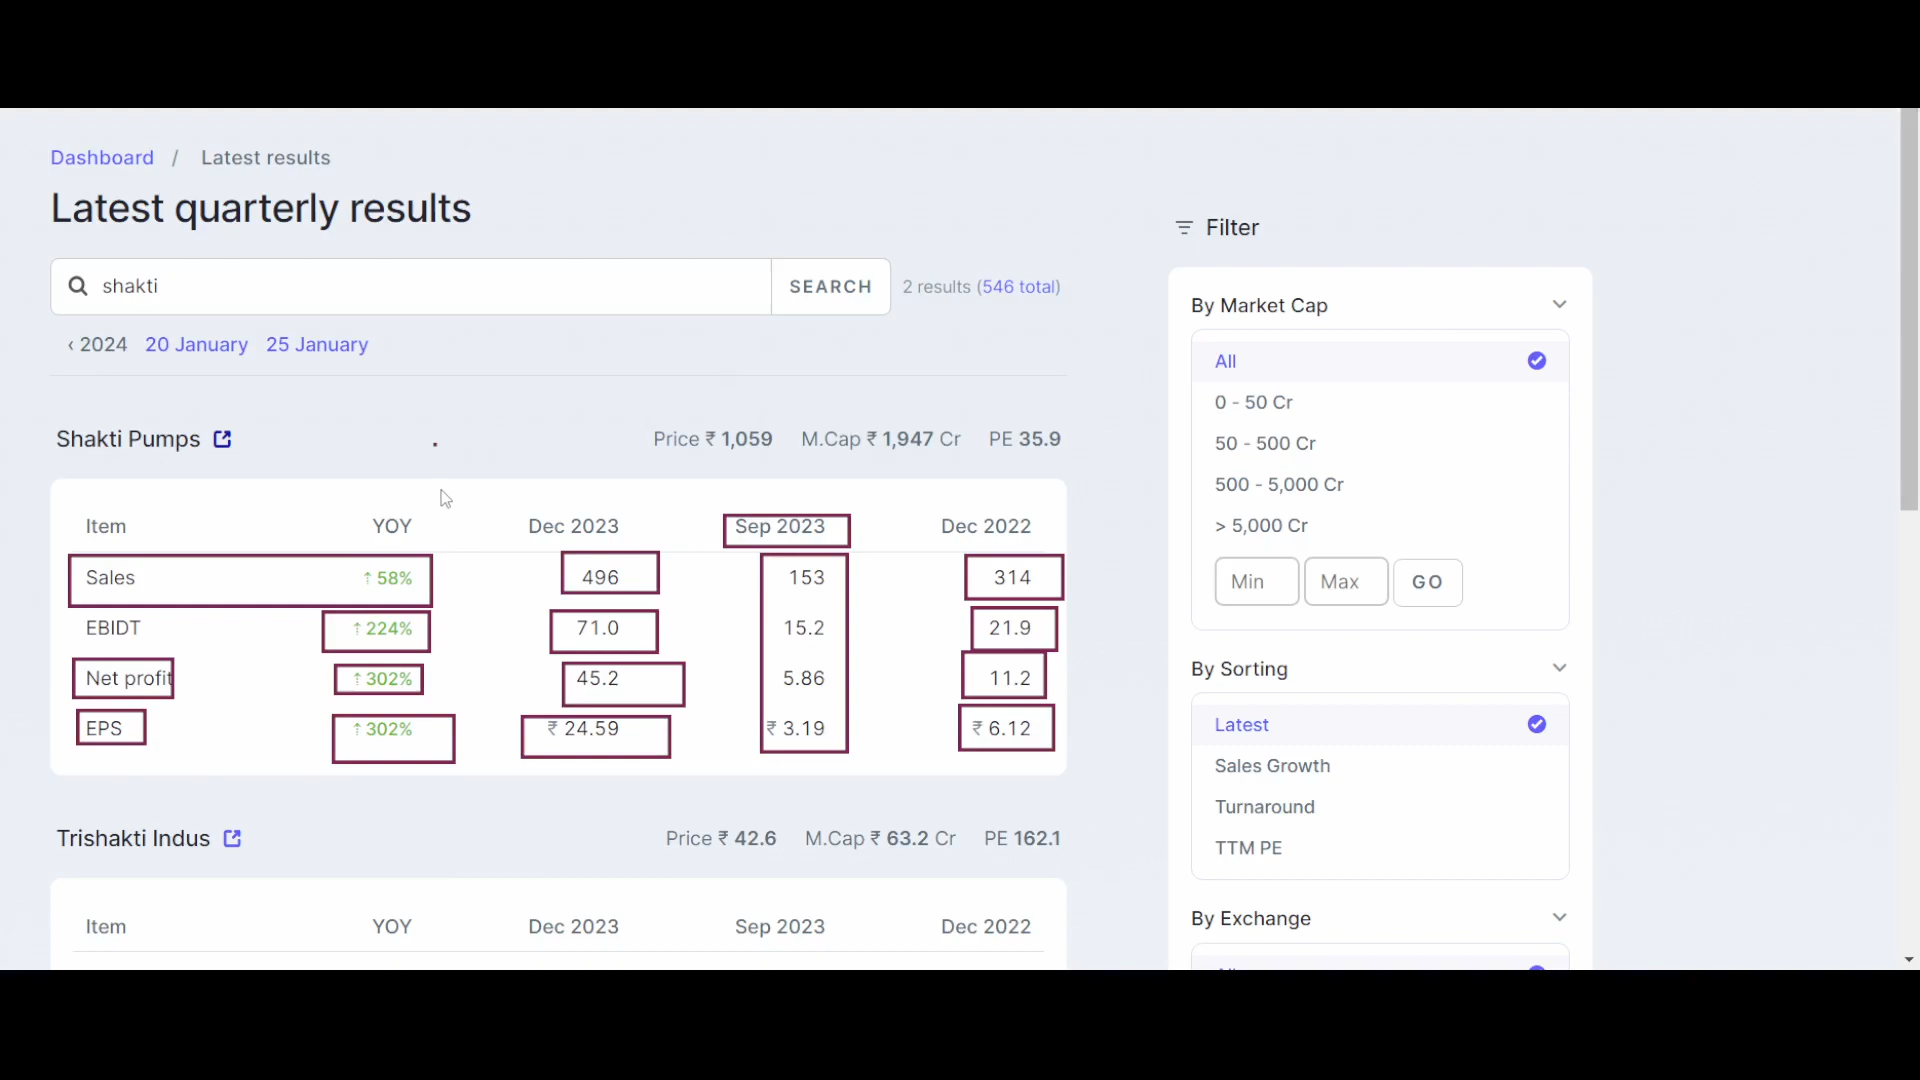 Dashboard / Latest results
Latest quarterly results
shakti SEARCH 2 results (546 total)
‹ 2024 20 January 25 January
Shakti Pumps Price ₹ 1,059 M.Cap ₹ 1,947 Cr PE 35.9
Item YOY Dec 2023 Sep 2023 Dec 2022
Sales ⇡ 58% 496 153 314
EBIDT ⇡ 224% 71.0 15.2 21.9
Net profit ⇡ 302% 45.2 5.86 11.2
EPS ⇡ 302% ₹ 24.59 ₹ 3.19 ₹ 6.12
Trishakti Indus Price ₹ 42.6 M.Cap ₹ 63.2 Cr PE 162.1
Item YOY Dec 2023 Sep 2023 Dec 2022
Filter
By Market Cap
All
0 - 50 Cr
50 - 500 Cr
500 - 5,000 Cr
> 5,000 Cr
Min Max GO
By Sorting
Latest
Sales Growth
Turnaround
TTM PE
By Exchange